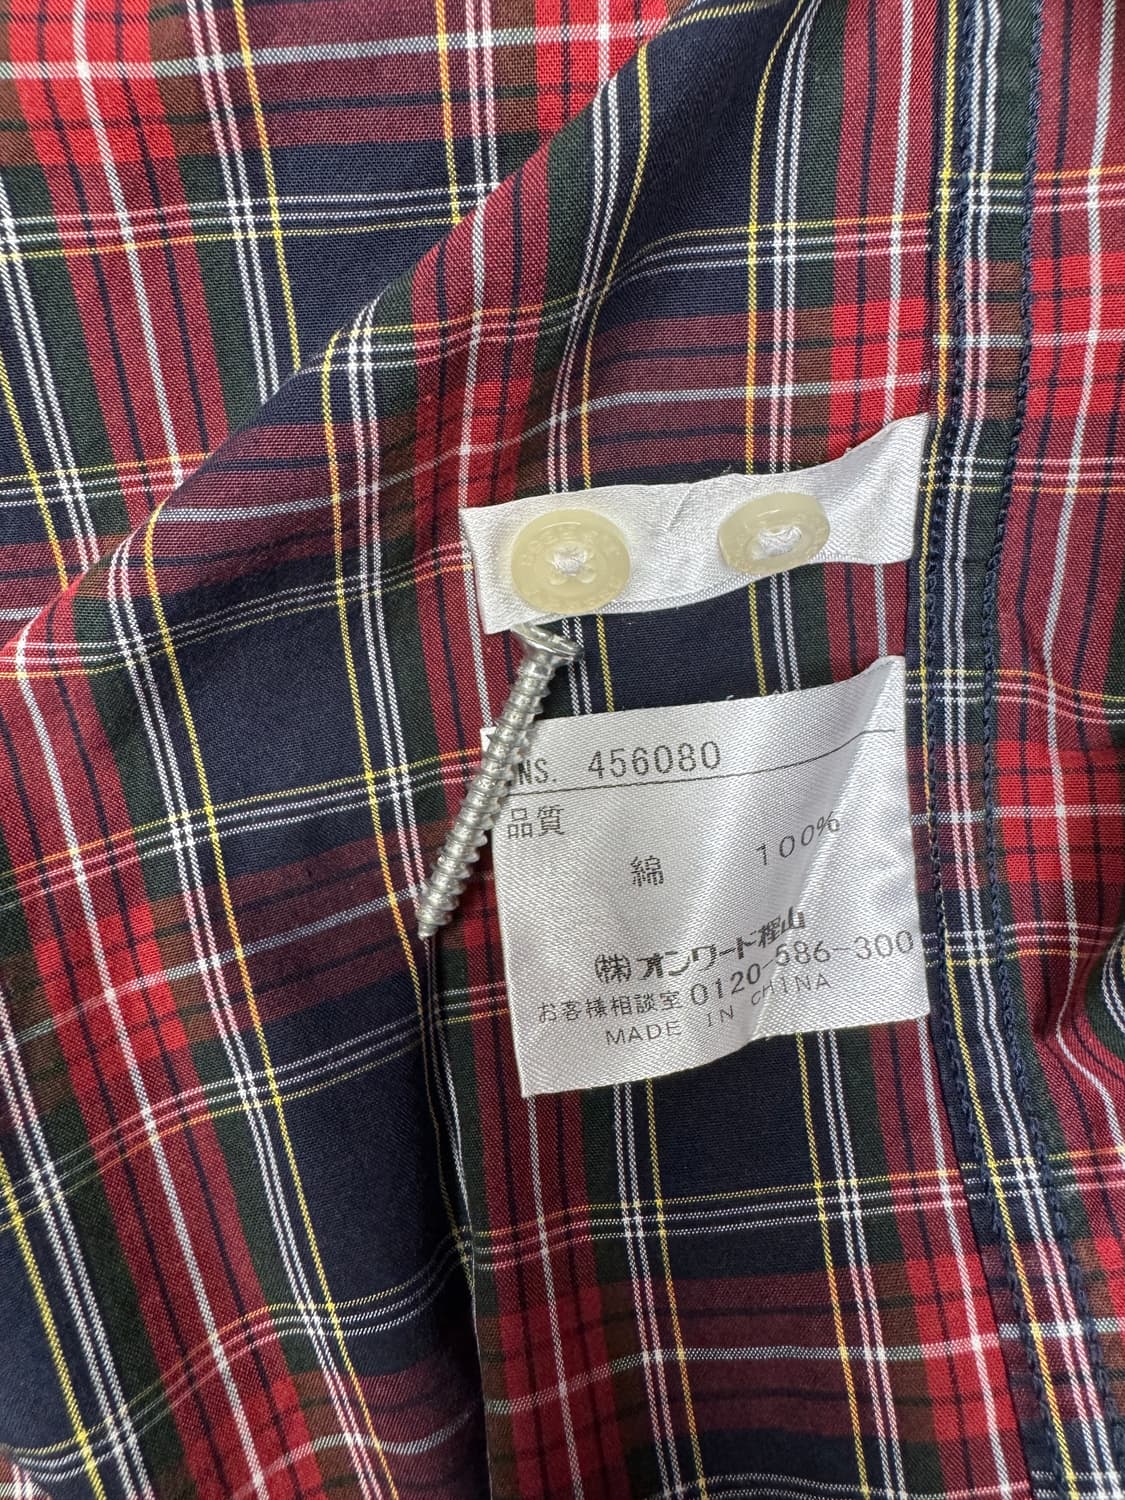 NS. 456080
品質
綿 100%
(株)オンワード樫山
お客様相談室 0120-586-300
MADE IN CHINA